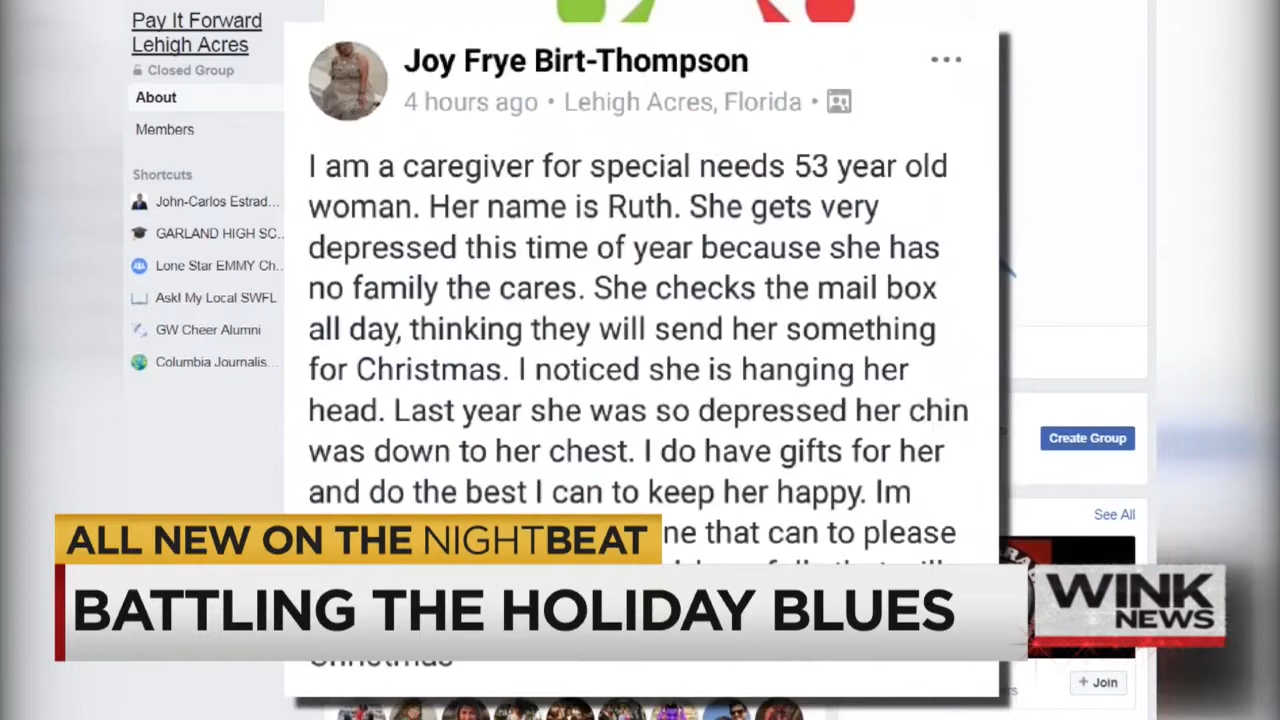 Pay It Forward
Lehigh Acres
Closed Group
About
Members
Shortcuts
John-Carlos Estrad...
GARLAND HIGH SC...
Lone Star EMMY Ch...
Askl My Local SWFL
GW Cheer Alumni
Columbia Journalis...
Joy Frye Birt-Thompson
4 hours ago • Lehigh Acres, Florida •
I am a caregiver for special needs 53 year old
woman. Her name is Ruth. She gets very
depressed this time of year because she has
no family the cares. She checks the mail box
all day, thinking they will send her something
for Christmas. I noticed she is hanging her
head. Last year she was so depressed her chin
was down to her chest. I do have gifts for her
and do the best I can to keep her happy. Im
ne that can to please
Christmas
Create Group
See All
+ Join
ALL NEW ON THE NIGHTBEAT
BATTLING THE HOLIDAY BLUES
WINK
NEWS